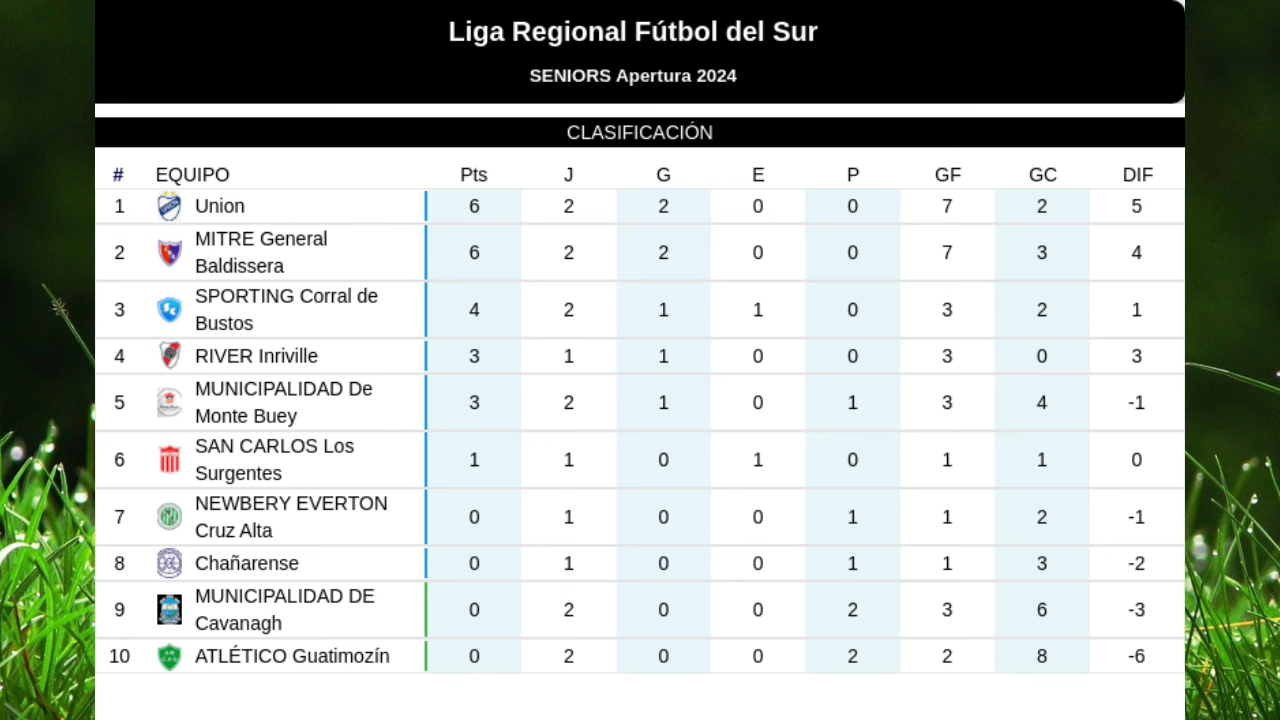 Liga Regional Fútbol del Sur
SENIORS Apertura 2024
CLASIFICACIÓN
# EQUIPO Pts J G E P GF GC DIF
1 Union 6 2 2 0 0 7 2 5
MITRE General
2 6 2 2 0 0 7 3 4
Baldissera
SPORTING Corral de
3 4 2 1 1 0 3 2 1
Bustos
4 RIVER Inriville 3 1 1 0 0 3 0 3
MUNICIPALIDAD De
5 3 2 1 0 1 3 4 -1
Monte Buey
SAN CARLOS Los
6 1 1 0 1 0 1 1 0
Surgentes
NEWBERY EVERTON
7 0 1 0 0 1 1 2 -1
Cruz Alta
8 Chañarense 0 1 0 0 1 1 3 -2
MUNICIPALIDAD DE
9 0 2 0 0 2 3 6 -3
Cavanagh
10 ATLÉTICO Guatimozín 0 2 0 0 2 2 8 -6